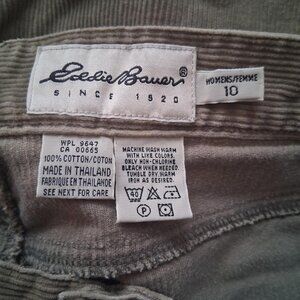 Eddie Bauer®
SINCE 1920
WOMENS/FEMME
10
WPL 9647
CA 00665
100% COTTON/COTON
MADE IN THAILAND
FABRIQUE EN THAILANDE
SEE NEXT FOR CARE
MACHINE WASH WARM
WITH LIKE COLORS.
ONLY NON-CHLORINE
BLEACH WHEN NEEDED.
TUMBLE DRY WARM
IRON AS DESIRED.
40
P